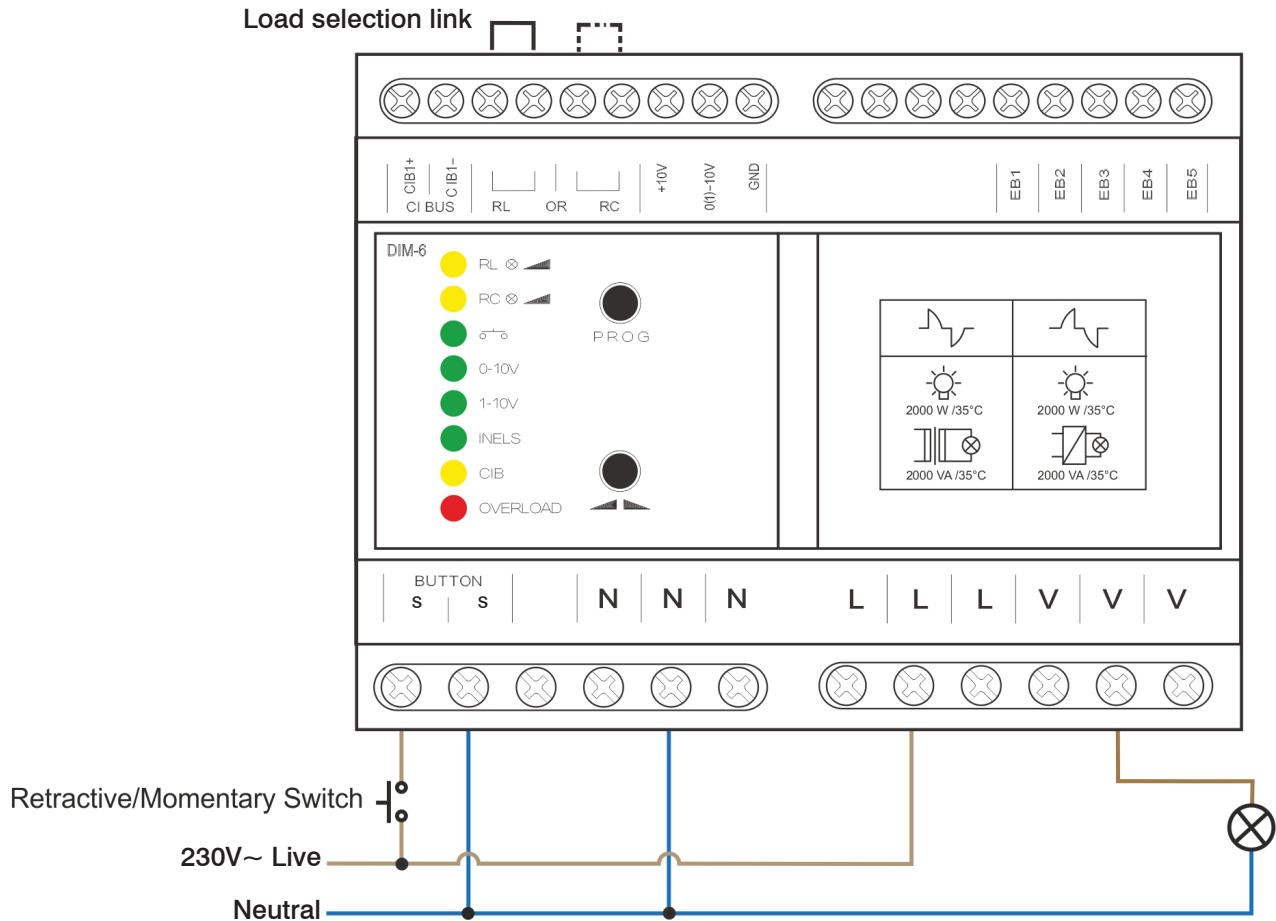 Load selection link
CIB1+ CIB1−
CI BUS RL OR RC +10V 0(1)−10V GND
EB1 EB2 EB3 EB4 EB5
DIM-6
RL
RC
PROG
0-10V
1-10V
INELS
CIB
OVERLOAD
2000 W /35°C 2000 W /35°C
2000 VA /35°C 2000 VA /35°C
BUTTON
S S N N N L L L V V V
Retractive/Momentary Switch
230V~ Live
Neutral